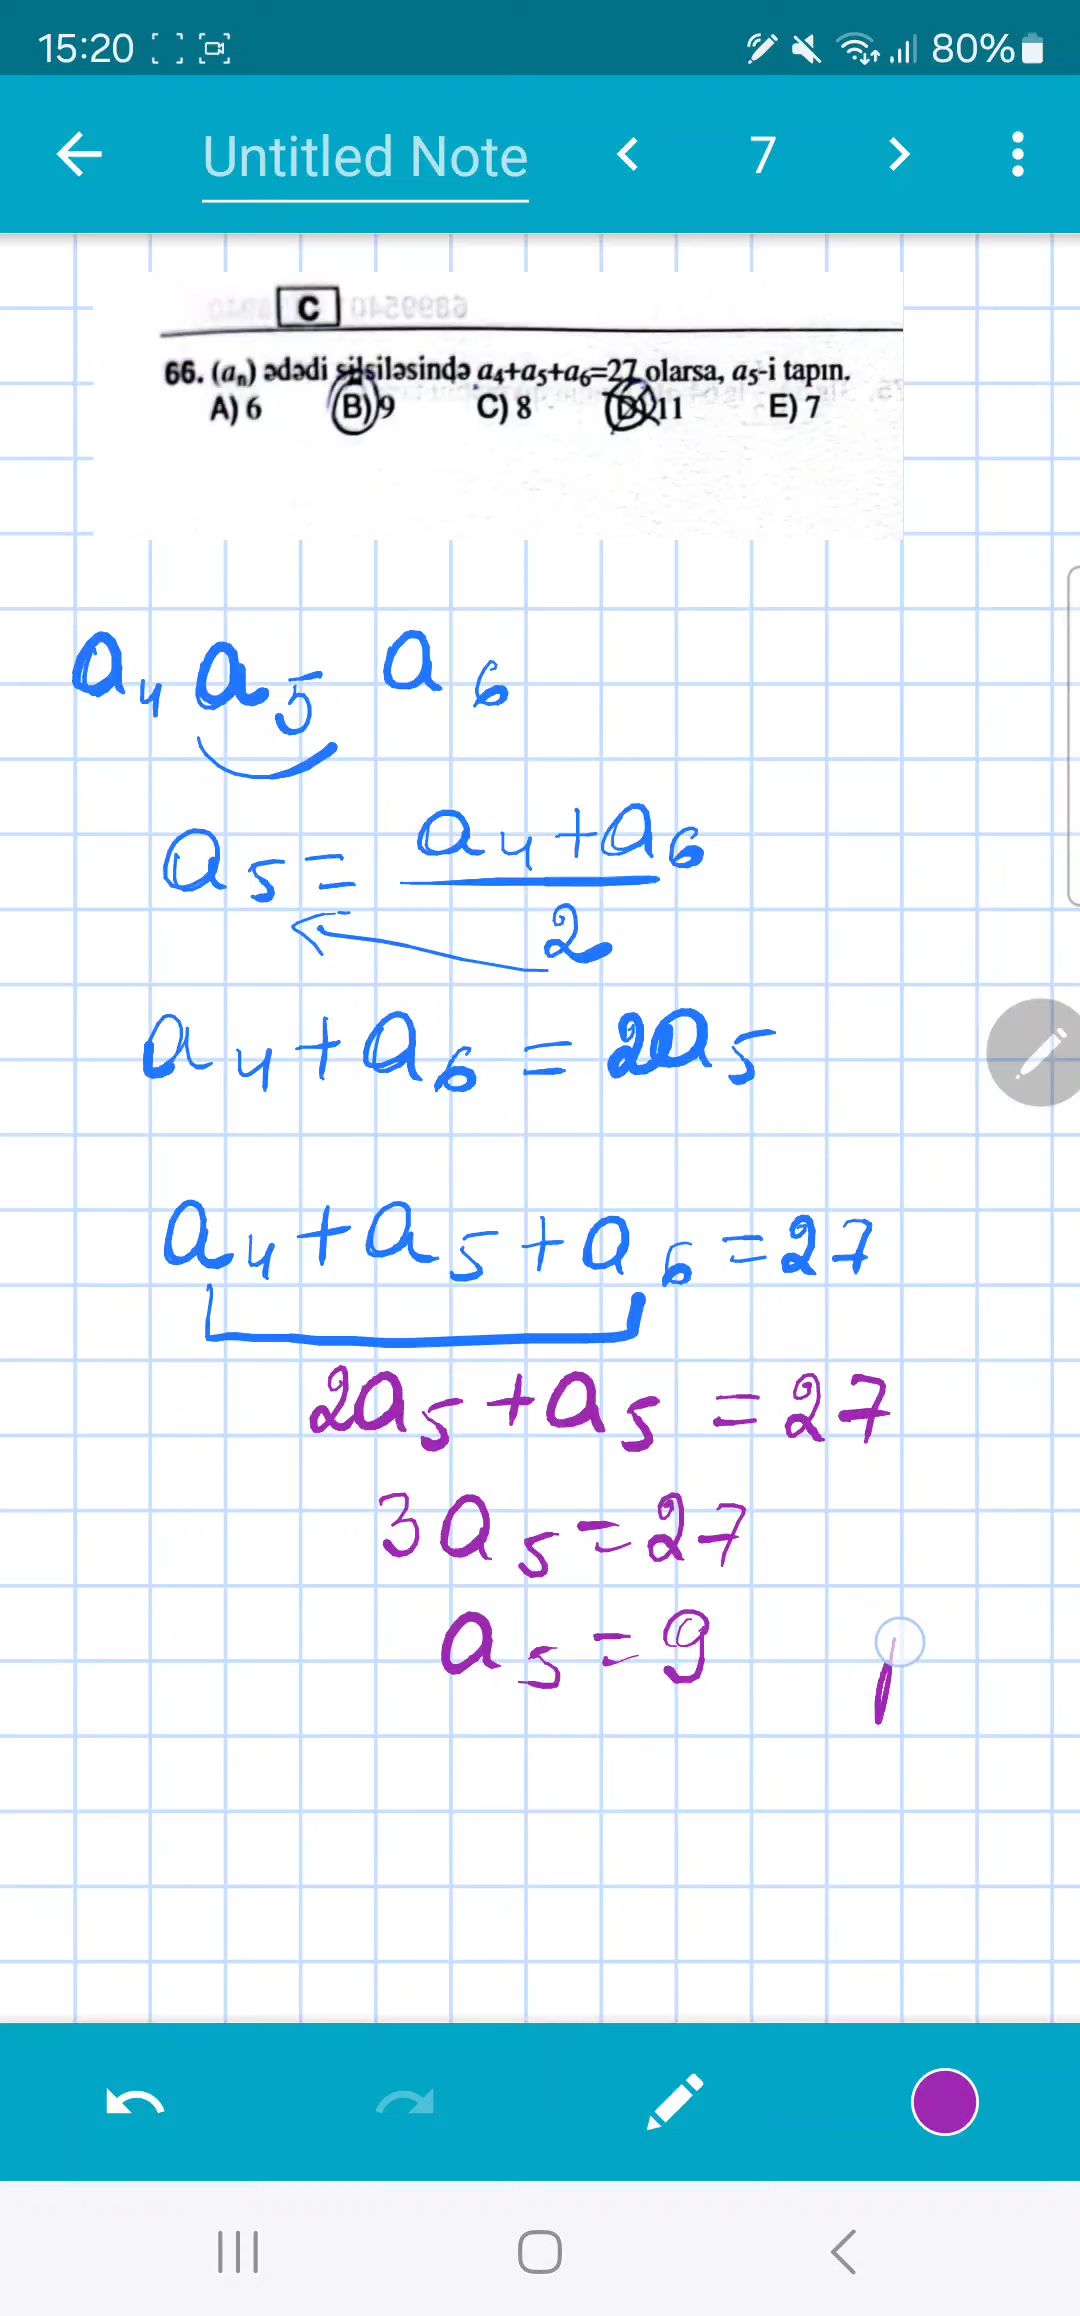 15:20 80%
Untitled Note 7
C
66. (aₙ) ədədi silsiləsində a₄+a₅+a₆=27 olarsa, a₅-i tapın.
A) 6 B) 9 C) 8 D) 11 E) 7
a₄ a₅ a₆
a₅ = (a₄+a₆)/2
a₄+a₆ = 2a₅
a₄+a₅+a₆ = 27
2a₅+a₅ = 27
3a₅ = 27
a₅ = 9